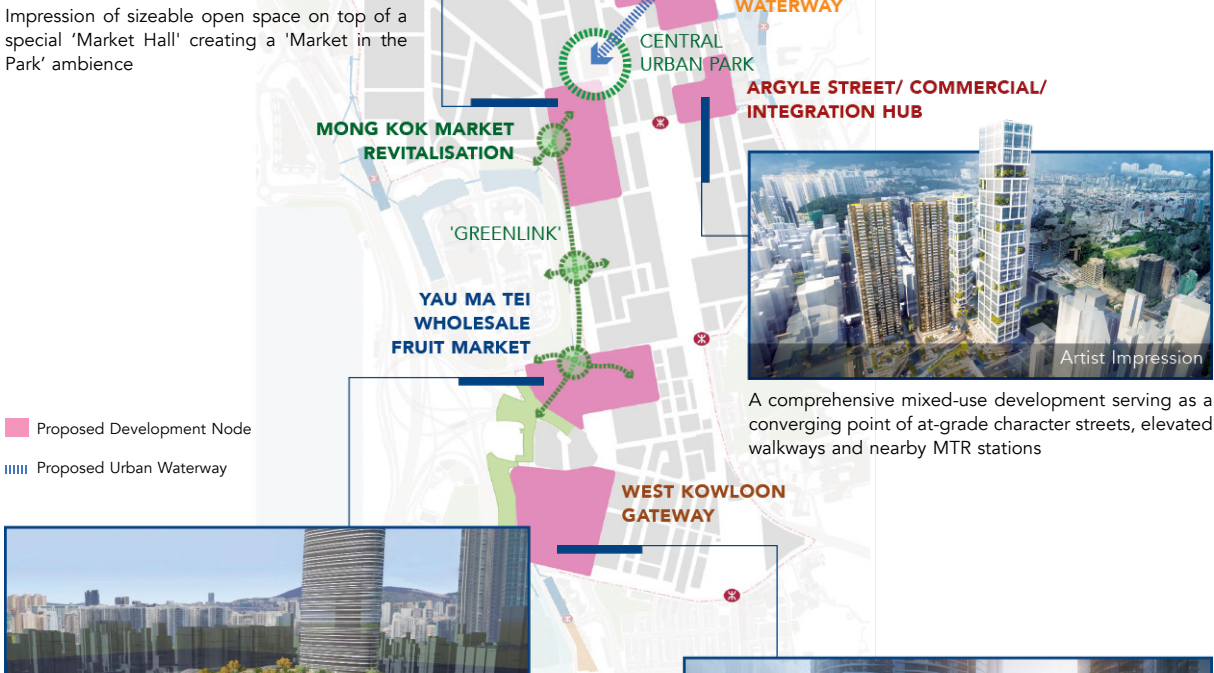 Impression of sizeable open space on top of a
special ‘Market Hall' creating a 'Market in the
Park’ ambience
WATERWAY
CENTRAL
URBAN PARK
ARGYLE STREET/ COMMERCIAL/
INTEGRATION HUB
MONG KOK MARKET
REVITALISATION
'GREENLINK'
YAU MA TEI
WHOLESALE
FRUIT MARKET
Artist Impression
A comprehensive mixed-use development serving as a
converging point of at-grade character streets, elevated
walkways and nearby MTR stations
Proposed Development Node
Proposed Urban Waterway
WEST KOWLOON
GATEWAY